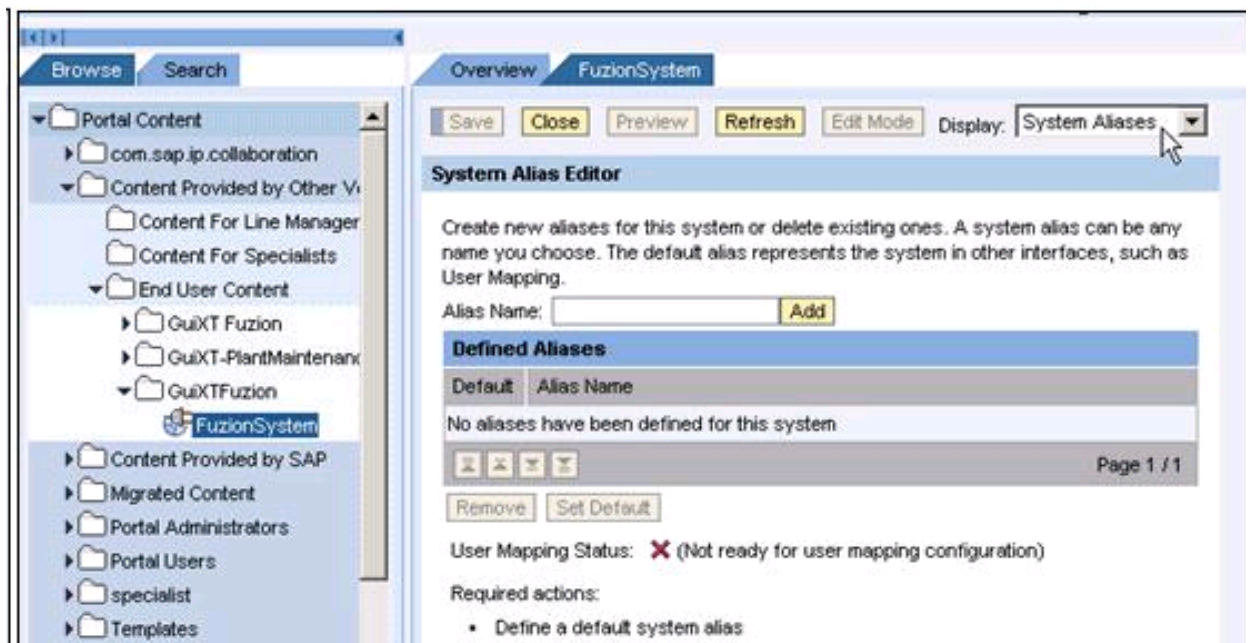 Browse
Search
Portal Content
com.sap.ip.collaboration
Content Provided by Other
Content For Line Manager
Content For Specialists
End User Content
GuiXT Fuzion
GuiXT-PlantMaintenanc
GuiXTFuzion
FuzionSystem
Content Provided by SAP
Migrated Content
Portal Administrators
Portal Users
specialist
Templates
Overview
FuzionSystem
Save Close Preview Refresh Edit Mode Display: System Aliases
System Alias Editor
Create new aliases for this system or delete existing ones. A system alias can be any
name you choose. The default alias represents the system in other interfaces, such as
User Mapping.
Alias Name: Add
Defined Aliases
Default Alias Name
No aliases have been defined for this system
Page 1 / 1
Remove Set Default
User Mapping Status: (Not ready for user mapping configuration)
Required actions:
• Define a default system alias